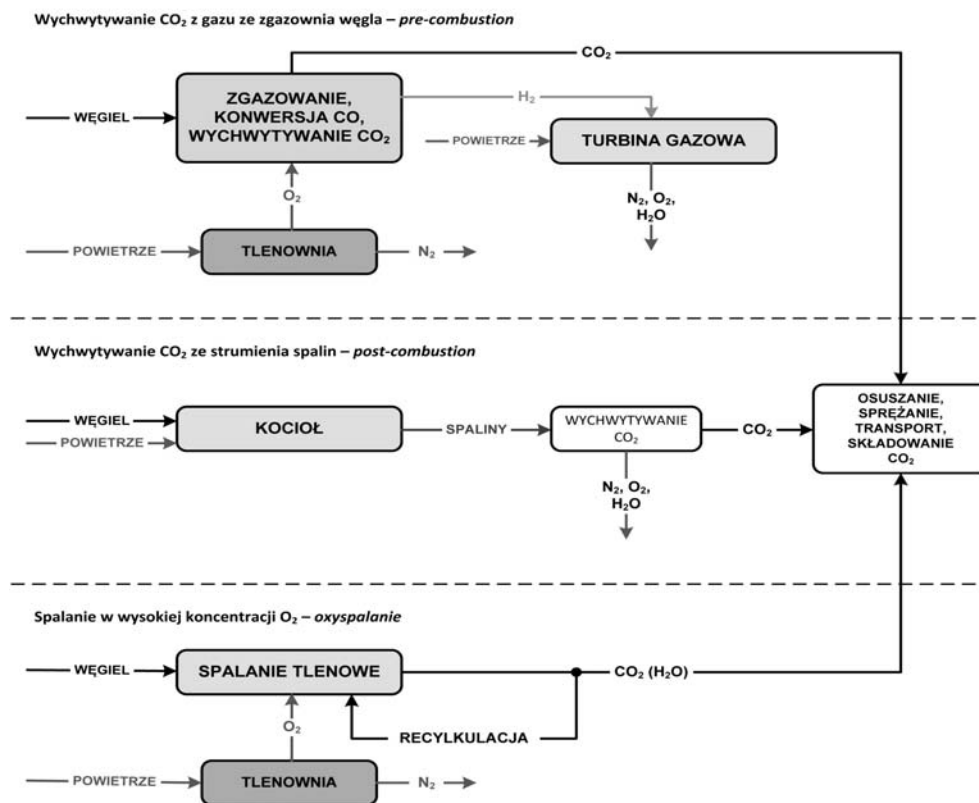 Wychwytywanie CO₂ z gazu ze zgazownia węgla – pre-combustion
CO₂
ZGAZOWANIE,
KONWERSJA CO,
WYCHWYTYWANIE CO₂
WĘGIEL
H₂
POWIETRZE
TURBINA GAZOWA
O₂
N₂, O₂,
H₂O
POWIETRZE
TLENOWNIA
N₂
Wychwytywanie CO₂ ze strumienia spalin – post-combustion
WĘGIEL
POWIETRZE
KOCIOŁ
SPALINY
WYCHWYTYWANIE
CO₂
CO₂
OSUSZANIE,
SPRĘŻANIE,
TRANSPORT,
SKŁADOWANIE
CO₂
N₂, O₂,
H₂O
Spalanie w wysokiej koncentracji O₂ – oxyspalanie
WĘGIEL
SPALANIE TLENOWE
CO₂ (H₂O)
O₂
RECYLKULACJA
POWIETRZE
TLENOWNIA
N₂